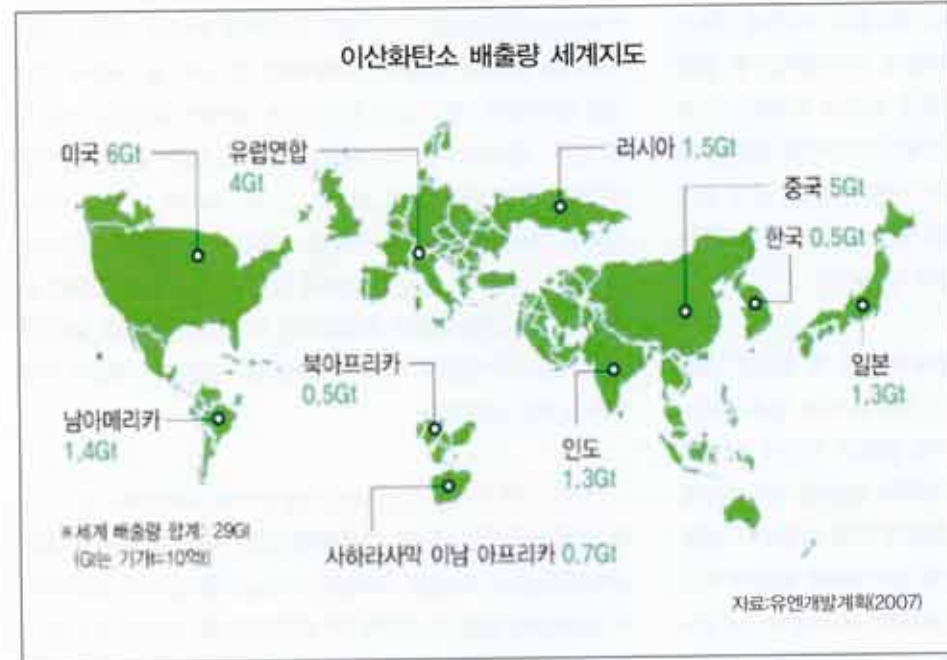 이산화탄소 배출량 세계지도
미국 6Gt
유럽연합
4Gt
러시아 1.5Gt
중국 5Gt
한국 0.5Gt
일본
1.3Gt
북아프리카
0.5Gt
남아메리카
1.4Gt
인도
1.3Gt
사하라사막 이남 아프리카 0.7Gt
※세계 배출량 합계: 29Gt
(Gt는 기가t=10억t)
자료:유엔개발계획(2007)